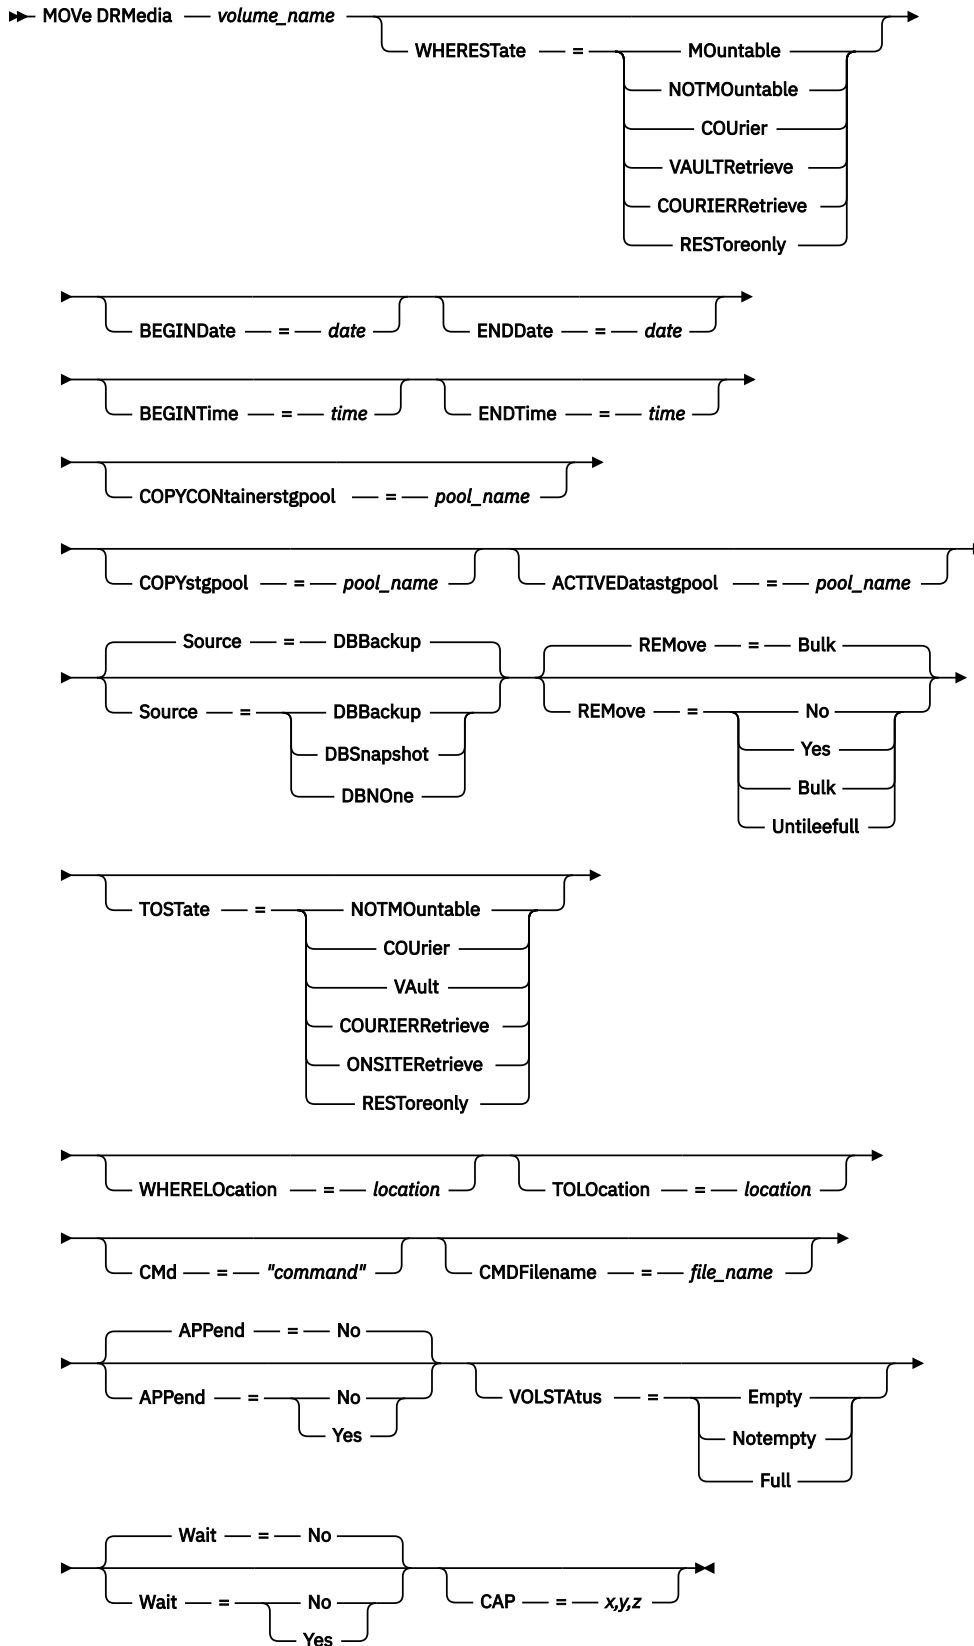 MOVe DRMedia volume_name
WHERESTate = MOuntable
NOTMOuntable
COUrier
VAULTRetrieve
COURIERRetrieve
RESToreonly
BEGINDate = date ENDDate = date
BEGINTime = time ENDTime = time
COPYCONtainerstgpool = pool_name
COPYstgpool = pool_name ACTIVEDatastgpool = pool_name
Source = DBBackup REMove = Bulk
Source = DBBackup REMove = No
DBSnapshot Yes
DBNOne Bulk
Untileefull
TOSTate = NOTMOuntable
COUrier
VAult
COURIERRetrieve
ONSITERetrieve
RESToreonly
WHERELOcation = location TOLOcation = location
CMd = "command" CMDFilename = file_name
APPend = No
APPend = No VOLSTAtus = Empty
Yes Notempty
Full
Wait = No
Wait = No CAP = x,y,z
Yes